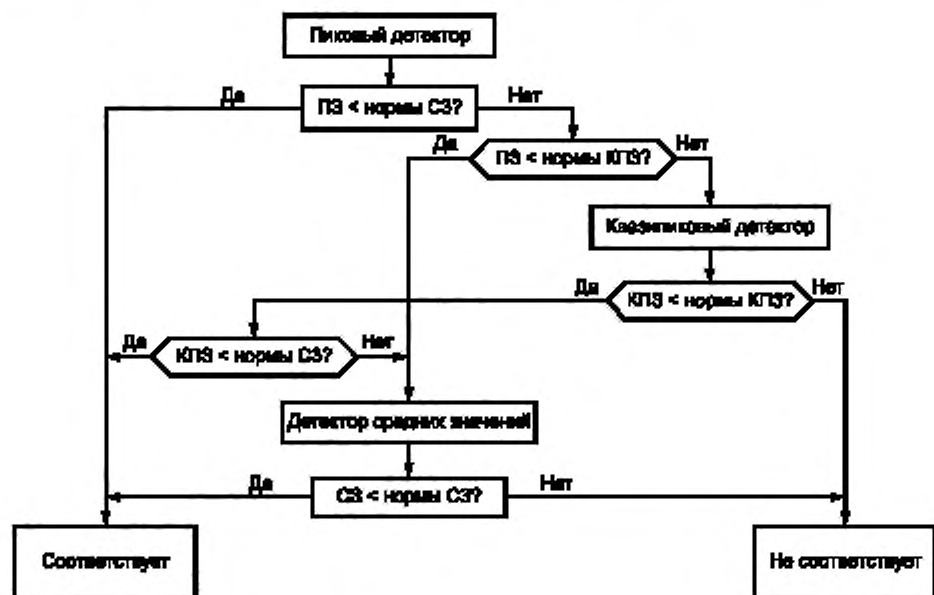 Пиковый детектор
Да
ПЗ < нормы СЗ?
Нет
Да
ПЗ < нормы КПЗ?
Нет
Квазипиковый детектор
Да
КПЗ < нормы КПЗ?
Нет
Да
КПЗ < нормы СЗ?
Нет
Детектор средних значений
Да
СЗ < нормы СЗ?
Нет
Соответствует
Не соответствует